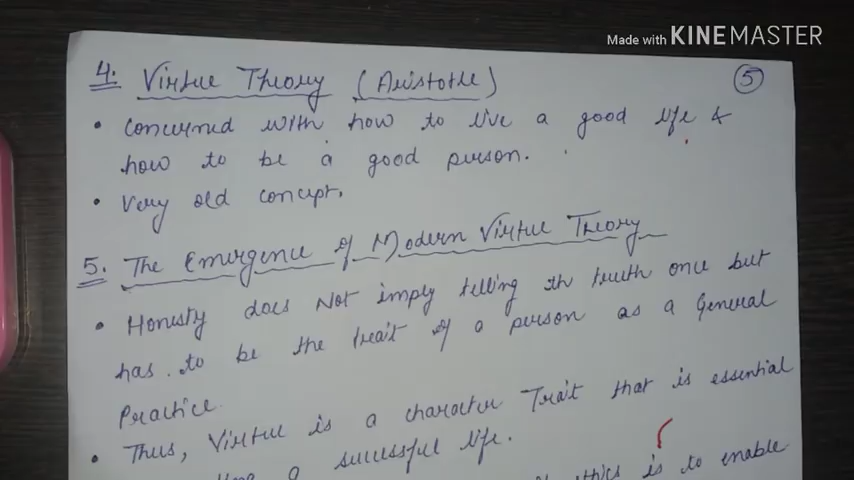 Made with KINEMASTER
4. Virtue Theory (Aristotle) 5
• Concerned with how to live a good life &
how to be a good person.
• Very old concept.
5. The Emergence of Modern Virtue Theory
• Honesty does Not imply telling th truth once but
has to be the trait of a person as a General
Practice
• Thus, Virtue is a character Trait that is essential
a successful life.
ethics is to enable